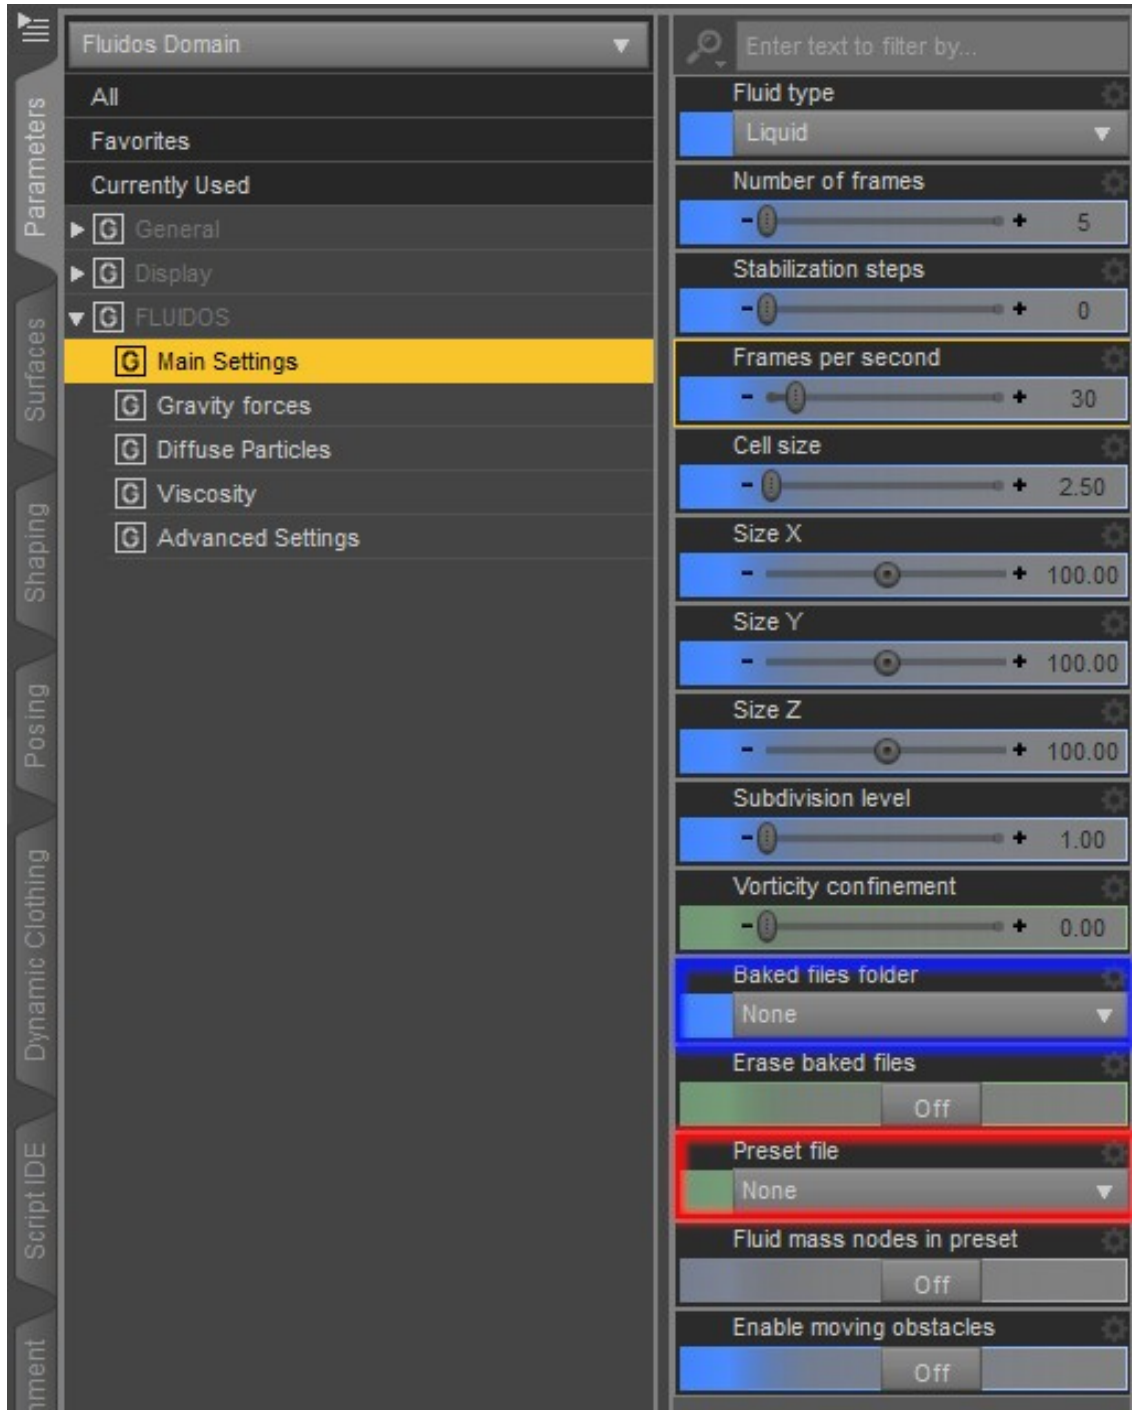 Fluidos Domain
All
Favorites
Currently Used
G General
G Display
G FLUIDOS
G Main Settings
G Gravity forces
G Diffuse Particles
G Viscosity
G Advanced Settings
Parameters
Surfaces
Shaping
Posing
Dynamic Clothing
Script IDE
Enter text to filter by...
Fluid type
Liquid
Number of frames
- + 5
Stabilization steps
- + 0
Frames per second
- + 30
Cell size
- + 2.50
Size X
- + 100.00
Size Y
- + 100.00
Size Z
- + 100.00
Subdivision level
- + 1.00
Vorticity confinement
- + 0.00
Baked files folder
None
Erase baked files
Off
Preset file
None
Fluid mass nodes in preset
Off
Enable moving obstacles
Off